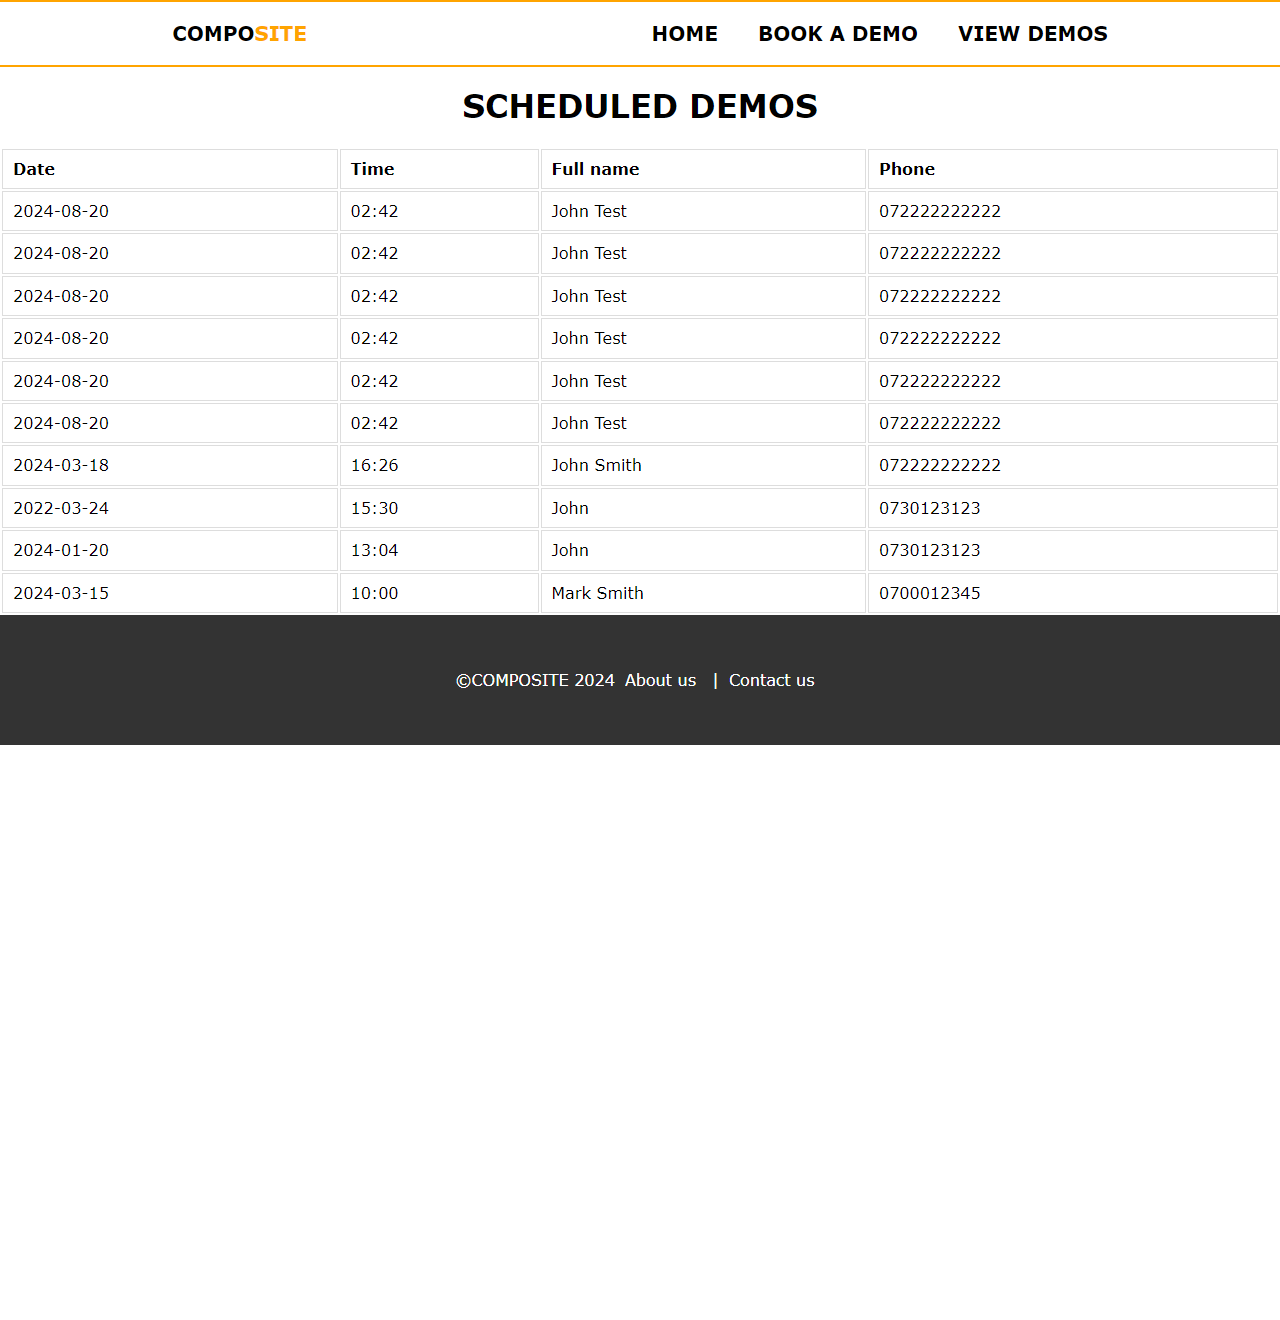 COMPOSITE HOME BOOK A DEMO VIEW DEMOS
SCHEDULED DEMOS
Date Time Full name Phone
2024-08-20 02:42 John Test 072222222222
2024-08-20 02:42 John Test 072222222222
2024-08-20 02:42 John Test 072222222222
2024-08-20 02:42 John Test 072222222222
2024-08-20 02:42 John Test 072222222222
2024-08-20 02:42 John Test 072222222222
2024-03-18 16:26 John Smith 072222222222
2022-03-24 15:30 John 0730123123
2024-01-20 13:04 John 0730123123
2024-03-15 10:00 Mark Smith 0700012345
©COMPOSITE 2024 About us | Contact us